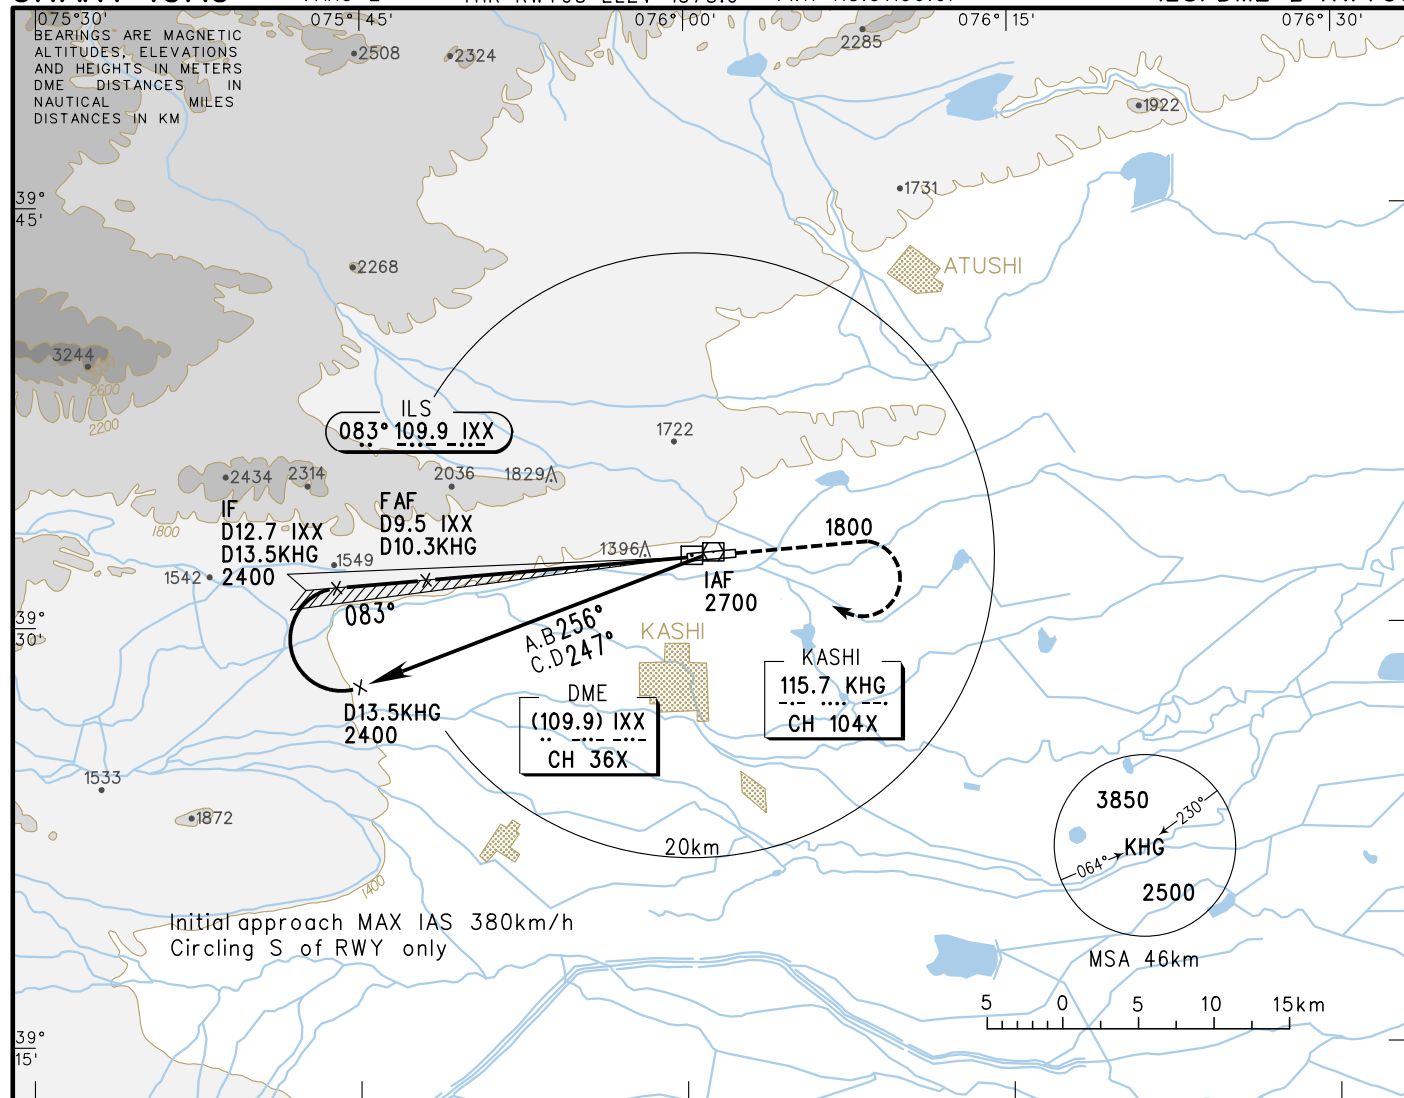 075°30'
075°45'
076°00'
076°15'
076°30'
BEARINGS ARE MAGNETIC
ALTITUDES, ELEVATIONS
AND HEIGHTS IN METERS
DME DISTANCES IN
NAUTICAL MILES
DISTANCES IN KM
2508
2324
2285
1922
1731
39°
45'
2268
ATUSHI
3244
2600
2200
ILS
083° 109.9 IXX
1722
2434
2314
2036
1829
1800
IF
D12.7 IXX
D13.5KHG
2400
FAF
D9.5 IXX
D10.3KHG
1549
1542
1396
1800
IAF
2700
083°
39°
30'
A.B 256°
C.D 247°
KASHI
KASHI
115.7 KHG
CH 104X
DME
(109.9) IXX
CH 36X
D13.5KHG
2400
1533
1872
1400
20km
3850
230°
KHG
064°
2500
MSA 46km
Initial approach MAX IAS 380km/h
Circling S of RWY only
5 0 5 10 15km
39°
15'